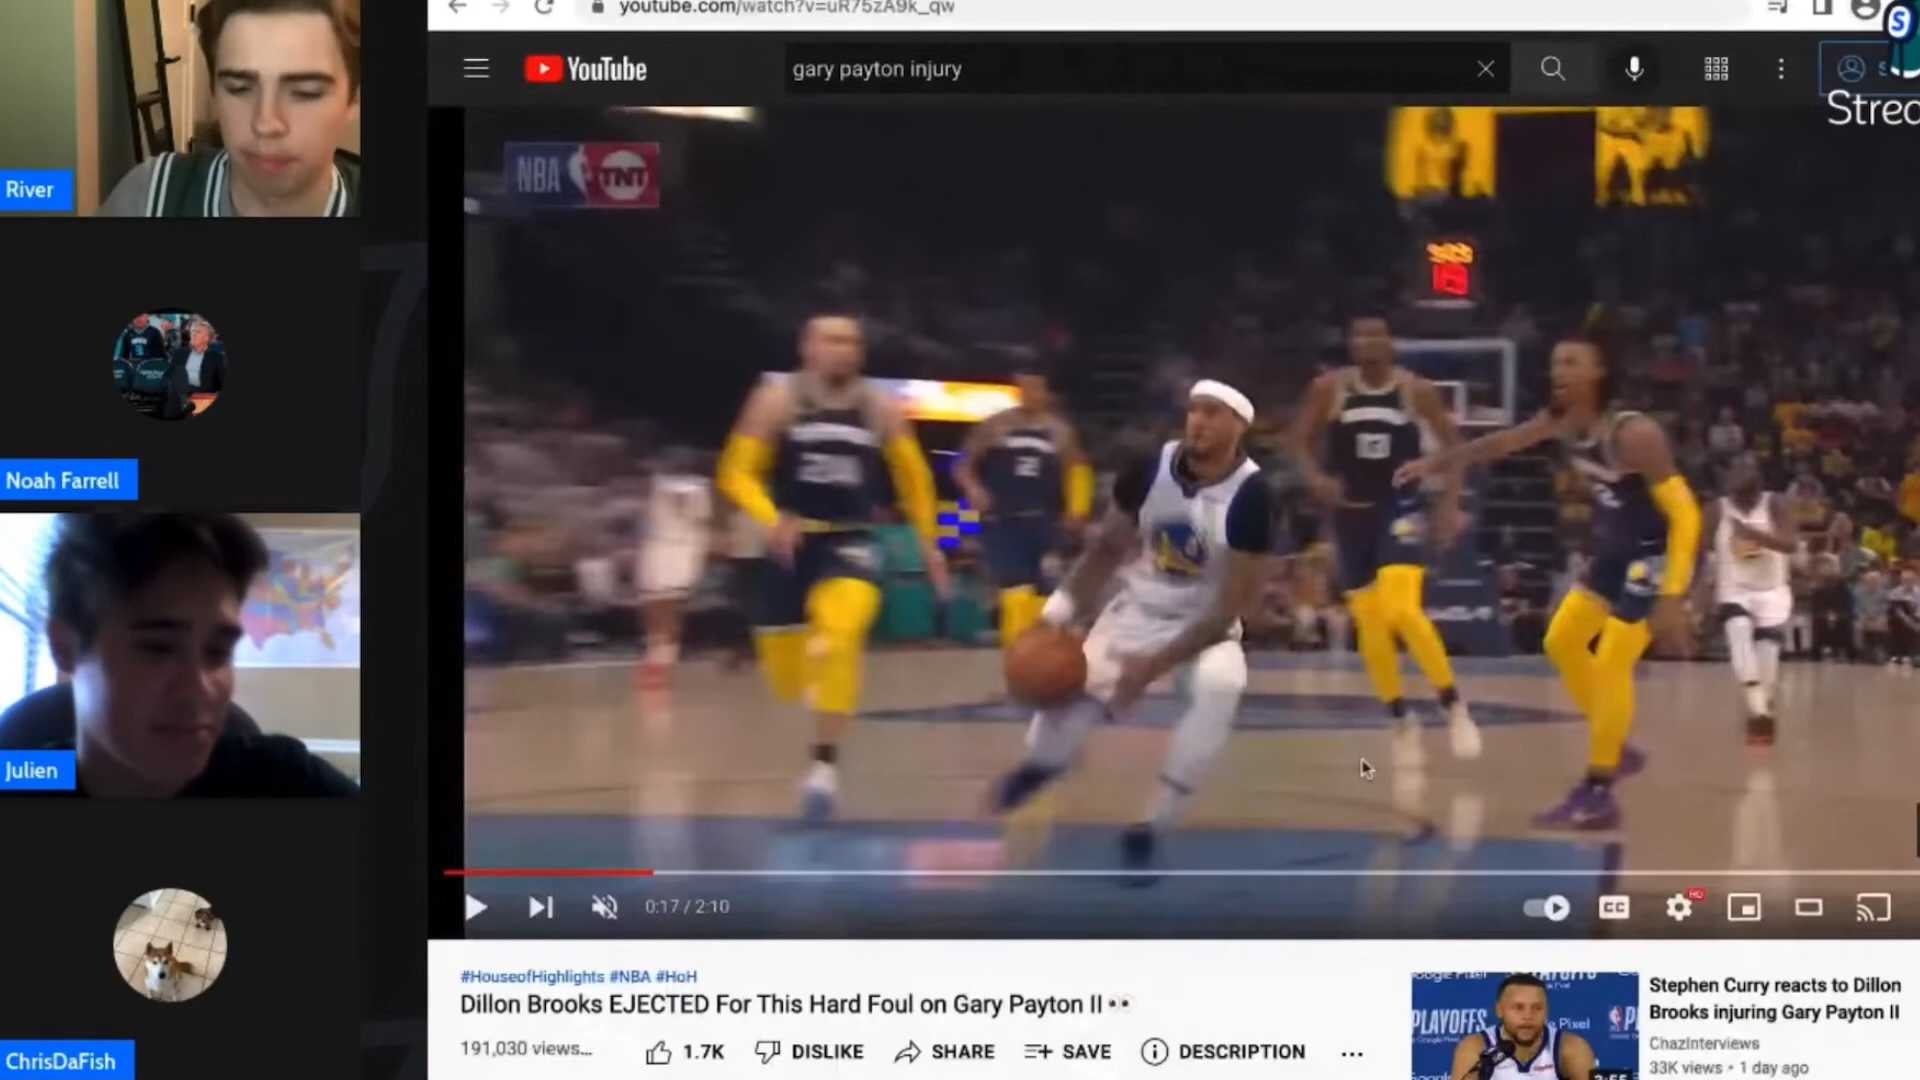 youtube.com/watch?v=uR75zA9k_qw
YouTube
gary payton injury
S
Strea
NBA TNT
River
Noah Farrell
Julien
ChrisDaFish
0:17 / 2:10
CC
HD
#HouseofHighlights #NBA #HoH
Dillon Brooks EJECTED For This Hard Foul on Gary Payton II 👀
191,030 views...
1.7K
DISLIKE
SHARE
SAVE
DESCRIPTION
PLAYOFFS
Stephen Curry reacts to Dillon
Brooks injuring Gary Payton II
ChazInterviews
33K views • 1 day ago